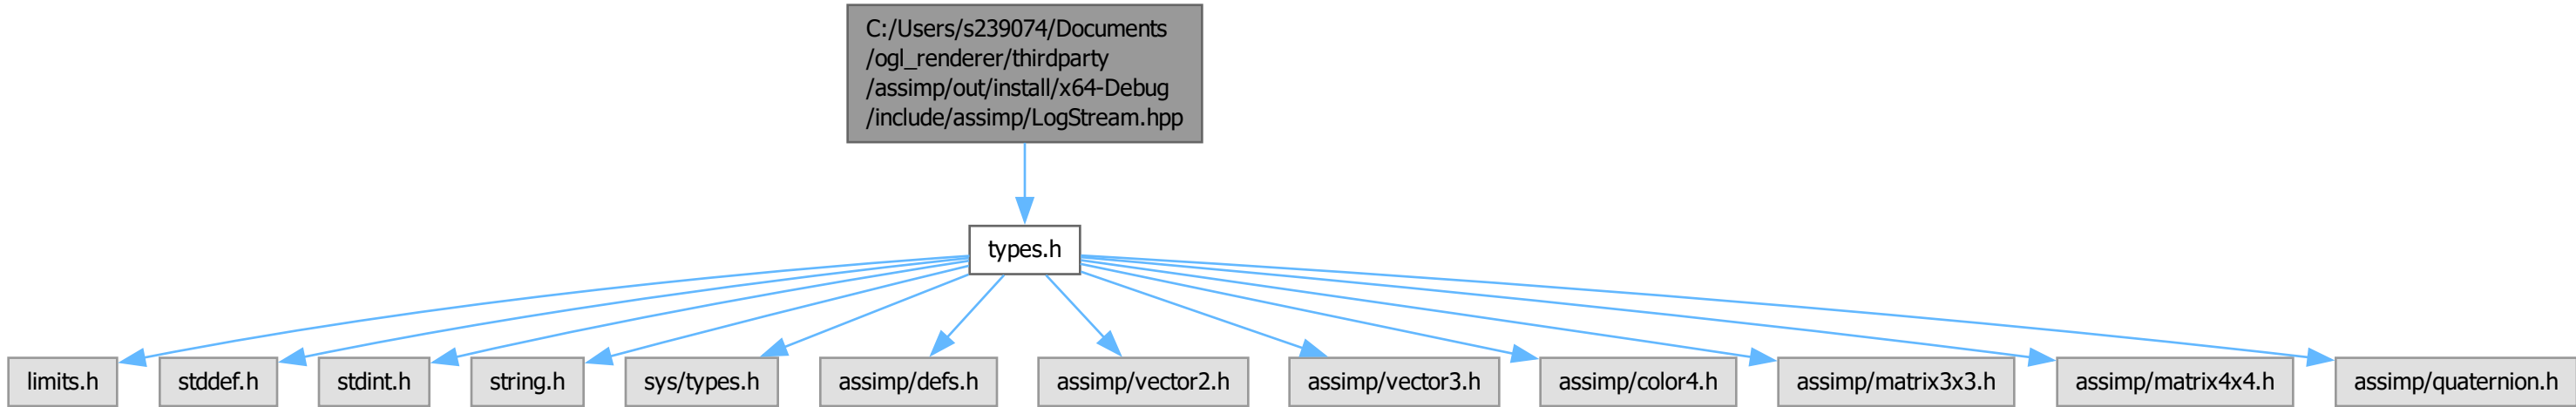 C:/Users/s239074/Documents
/ogl_renderer/thirdparty
/assimp/out/install/x64-Debug
/include/assimp/LogStream.hpp
types.h
limits.h
stddef.h
stdint.h
string.h
sys/types.h
assimp/defs.h
assimp/vector2.h
assimp/vector3.h
assimp/color4.h
assimp/matrix3x3.h
assimp/matrix4x4.h
assimp/quaternion.h